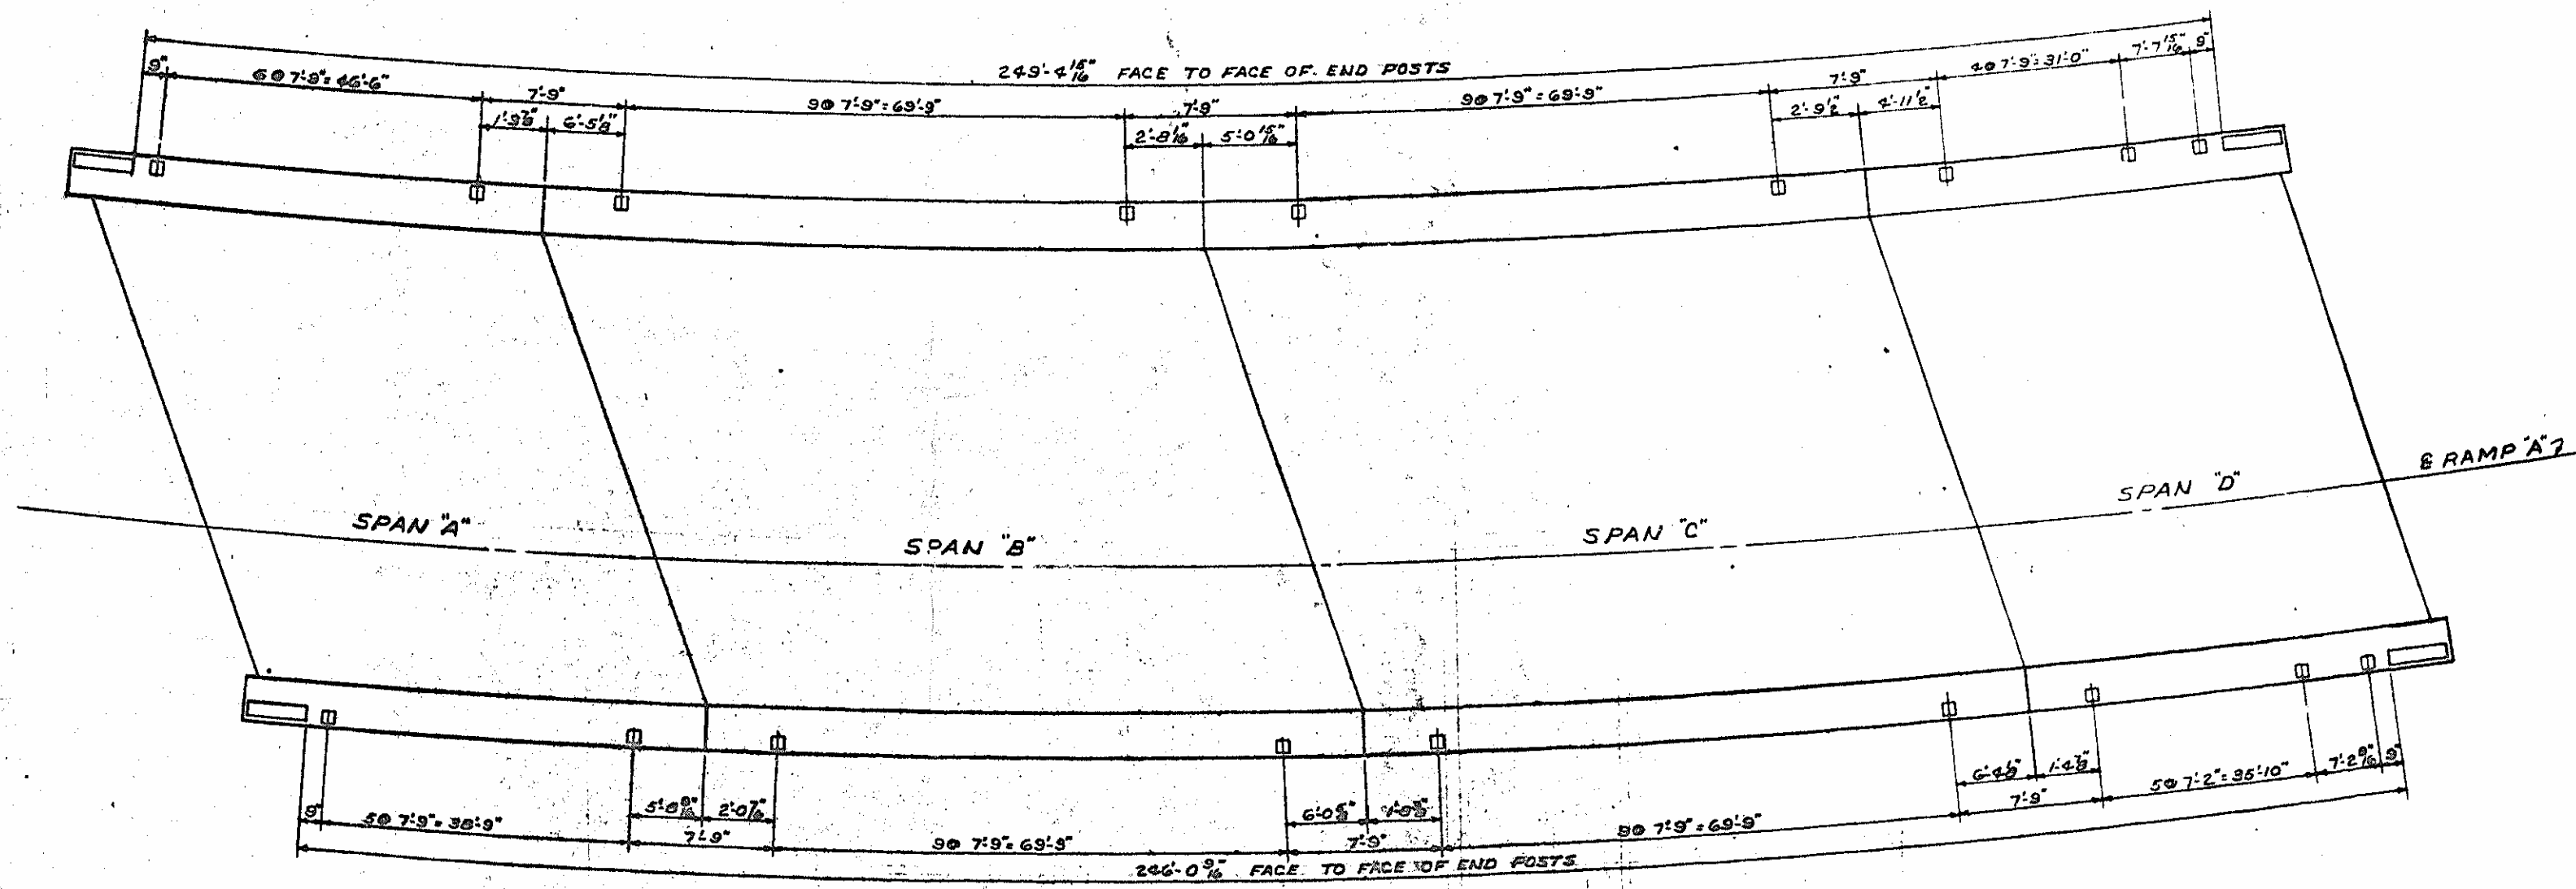 249'-4 15/16" FACE TO FACE OF END POSTS
9"
6@ 7'-9" = 46'-6"
7'-9"
9@ 7'-9" = 69'-9"
7'-9"
9@ 7'-9" = 69'-9"
7'-9"
4@ 7'-9" = 31'-0"
7'-7 15/16"
9"
1'-3 7/8"
6'-5 1/8"
2'-8 1/16"
5'-0 15/16"
2'-9 1/2"
4'-11 1/2"
℄ RAMP "A"
SPAN "A"
SPAN "B"
SPAN "C"
SPAN "D"
9"
5@ 7'-9" = 38'-9"
5'-8 9/16"
2'-0 7/16"
7'-9"
9@ 7'-9" = 69'-9"
6'-0 5/8"
7'-9"
9@ 7'-9" = 69'-9"
6'-4 1/8"
1'-4 7/8"
7'-9"
5@ 7'-2" = 35'-10"
7'-2 9/16"
9"
246'-0 9/16" FACE TO FACE OF END POSTS